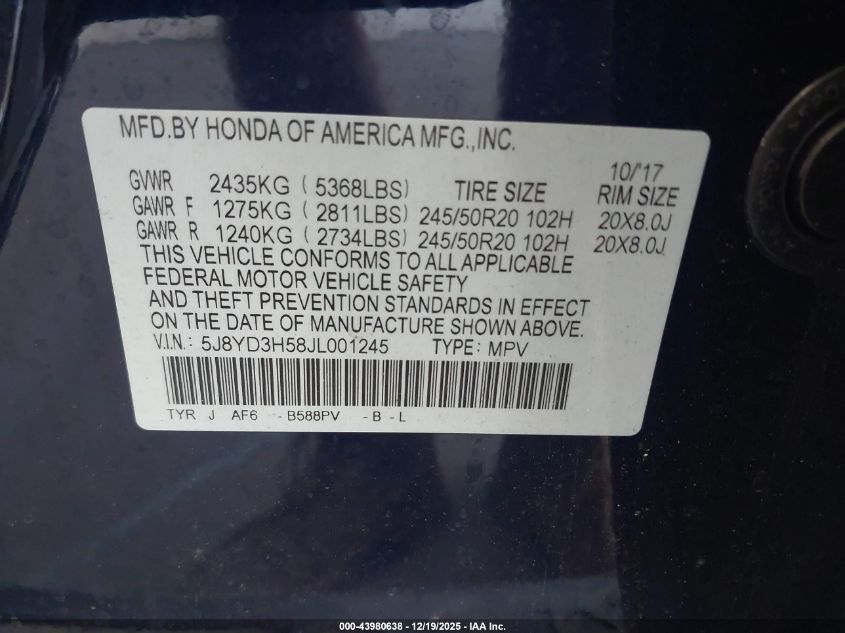 MFD.BY HONDA OF AMERICA MFG.,INC.
10/'17
GVWR 2435KG ( 5368LBS) TIRE SIZE RIM SIZE
GAWR F 1275KG ( 2811LBS) 245/50R20 102H 20X8.0J
GAWR R 1240KG ( 2734LBS) 245/50R20 102H 20X8.0J
THIS VEHICLE CONFORMS TO ALL APPLICABLE
FEDERAL MOTOR VEHICLE SAFETY
AND THEFT PREVENTION STANDARDS IN EFFECT
ON THE DATE OF MANUFACTURE SHOWN ABOVE.
V.I.N.: 5J8YD3H58JL001245 TYPE: MPV
TYR J AF6 -B588PV -B -L
000-43980638 - 12/19/2025 - IAA Inc.